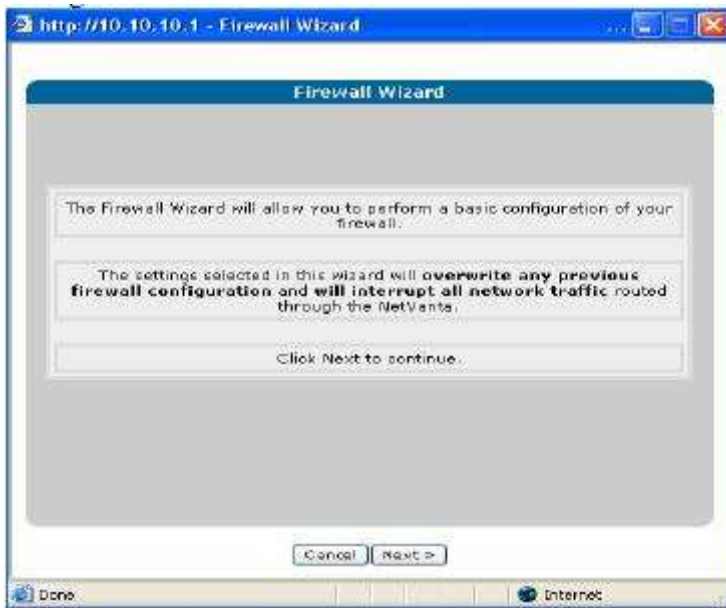 http://10.10.10.1 - Firewall Wizard
Firewall Wizard
The Firewall Wizard will allow you to perform a basic configuration of your
firewall.
The settings selected in this wizard will overwrite any previous
firewall configuration and will interrupt all network traffic routed
through the NetVanta.
Click Next to continue.
Cancel Next >
Done Internet